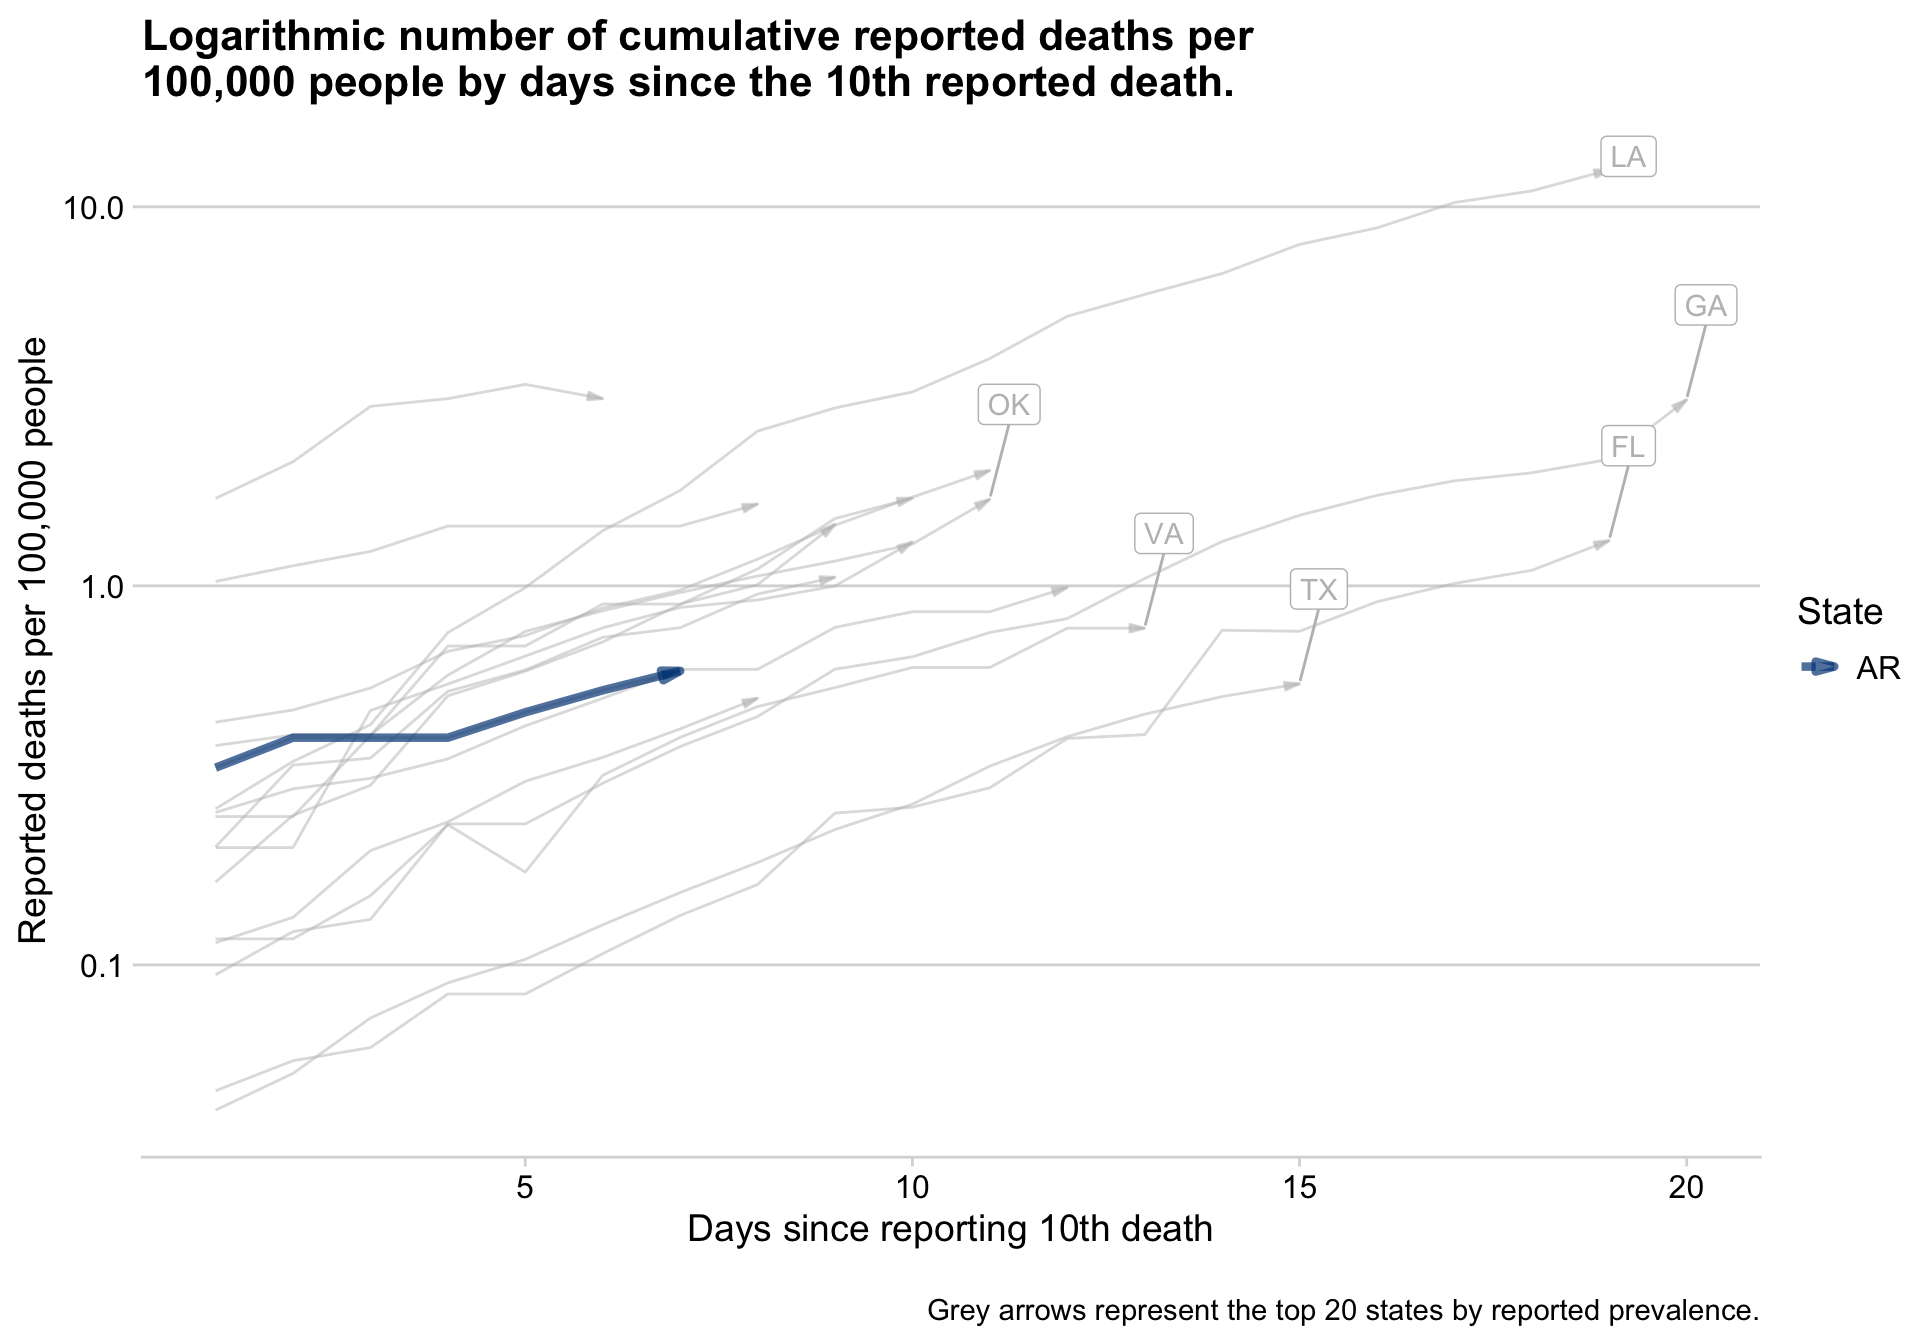 Logarithmic number of cumulative reported deaths per
100,000 people by days since the 10th reported death.
LA
10.0
GA
OK
FL
VA
TX
1.0
0.1
Reported deaths per 100,000 people
State
AR
5
10
15
20
Days since reporting 10th death
Grey arrows represent the top 20 states by reported prevalence.